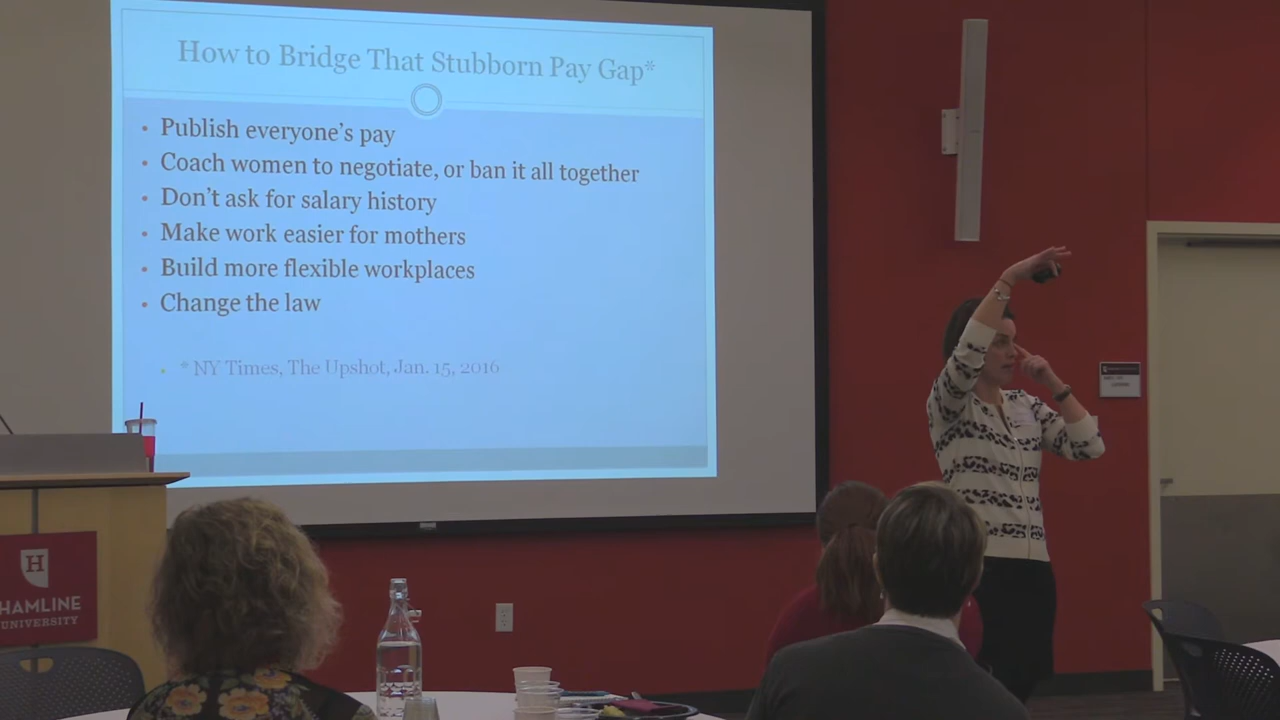 How to Bridge That Stubborn Pay Gap*
• Publish everyone's pay
• Coach women to negotiate, or ban it all together
• Don't ask for salary history
• Make work easier for mothers
• Build more flexible workplaces
• Change the law
• * NY Times, The Upshot, Jan. 15, 2016
H
HAMLINE
UNIVERSITY